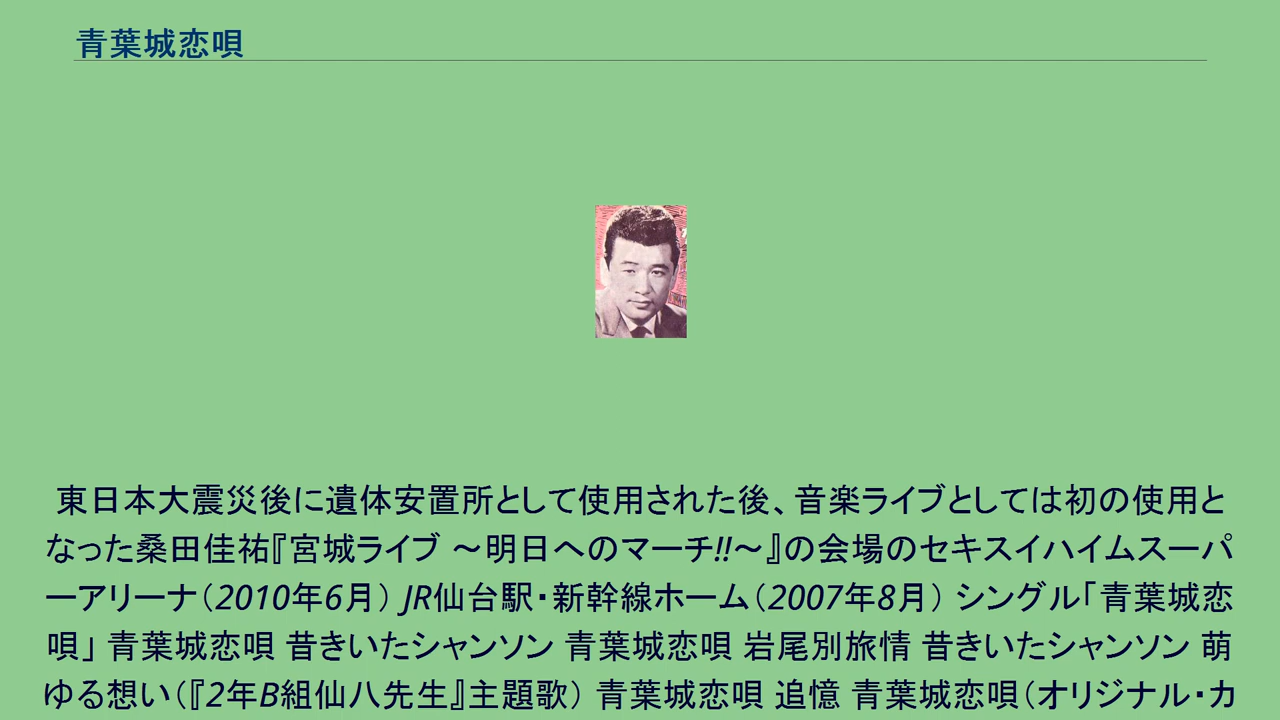 青葉城恋唄
東日本大震災後に遺体安置所として使用された後、音楽ライブとしては初の使用と
なった桑田佳祐『宮城ライブ ～明日へのマーチ!!～』の会場のセキスイハイムスーパ
ーアリーナ（2010年6月） JR仙台駅・新幹線ホーム（2007年8月） シングル「青葉城恋
唄」 青葉城恋唄 昔きいたシャンソン 青葉城恋唄 岩尾別旅情 昔きいたシャンソン 萌
ゆる想い（『2年B組仙八先生』主題歌） 青葉城恋唄 追憶 青葉城恋唄（オリジナル・カ